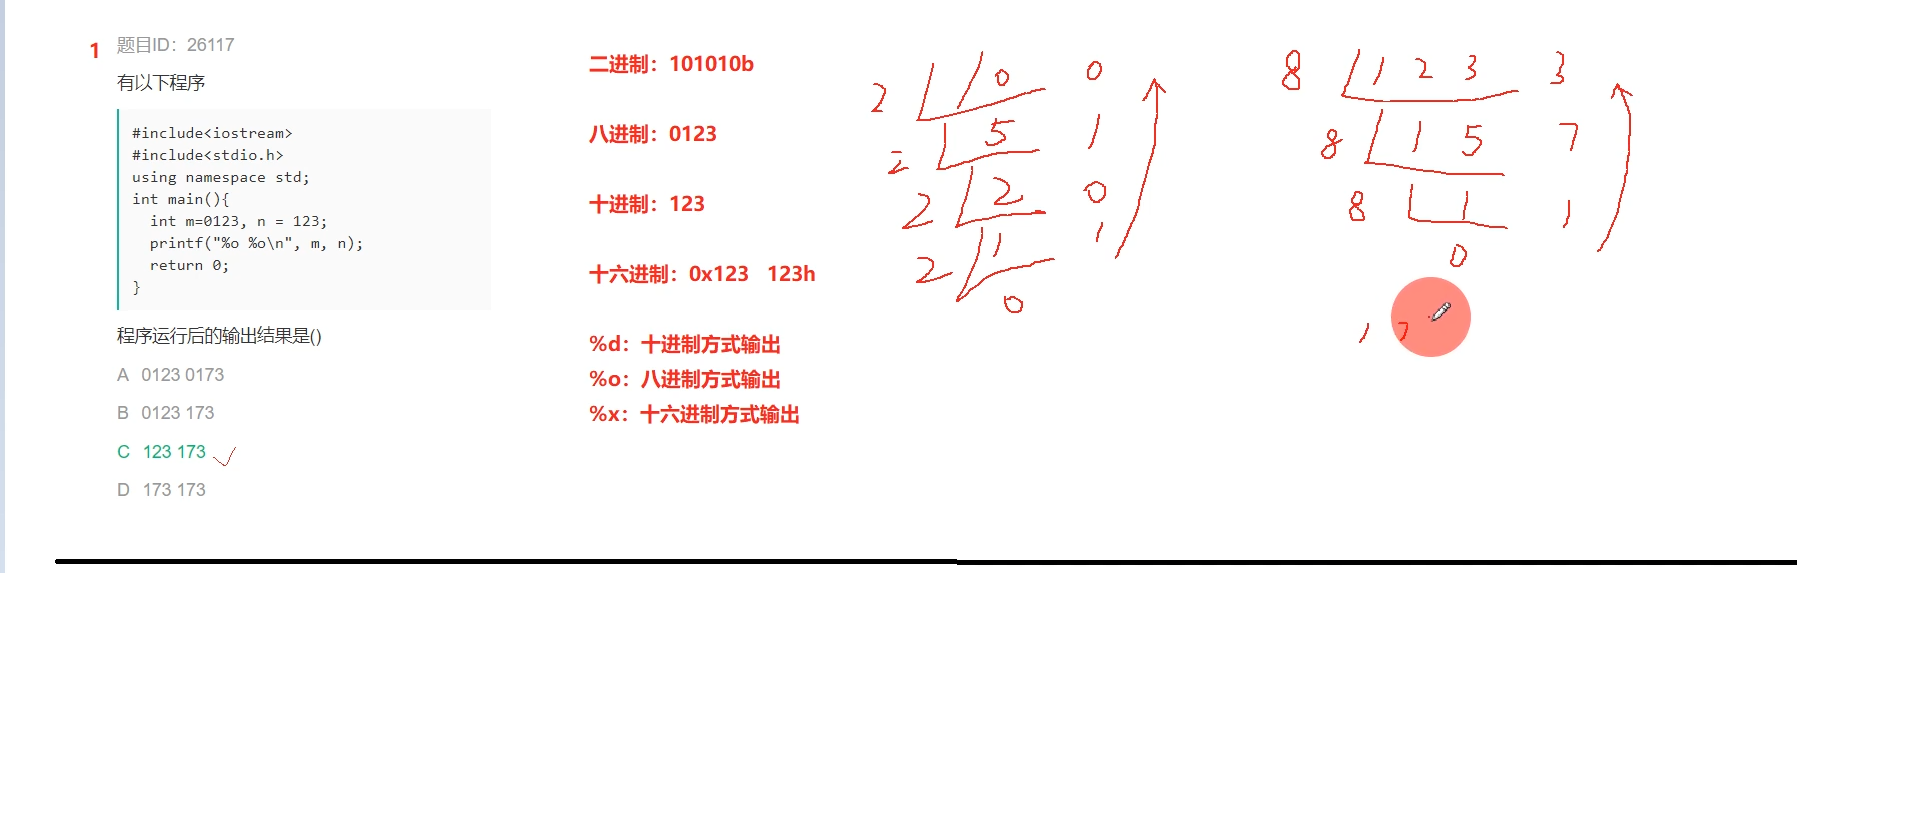 1 题目ID：26117
有以下程序
#include<iostream>
#include<stdio.h>
using namespace std;
int main(){
int m=0123, n = 123;
printf("%o %o\n", m, n);
return 0;
}
程序运行后的输出结果是()
A 0123 0173
B 0123 173
C 123 173
D 173 173
二进制：101010b
八进制：0123
十进制：123
十六进制：0x123 123h
%d：十进制方式输出
%o：八进制方式输出
%x：十六进制方式输出
2 10 0
2 5 1
2 2 0
2 1 1
0
8 123 3
8 15 7
8 1 1
0
1 7